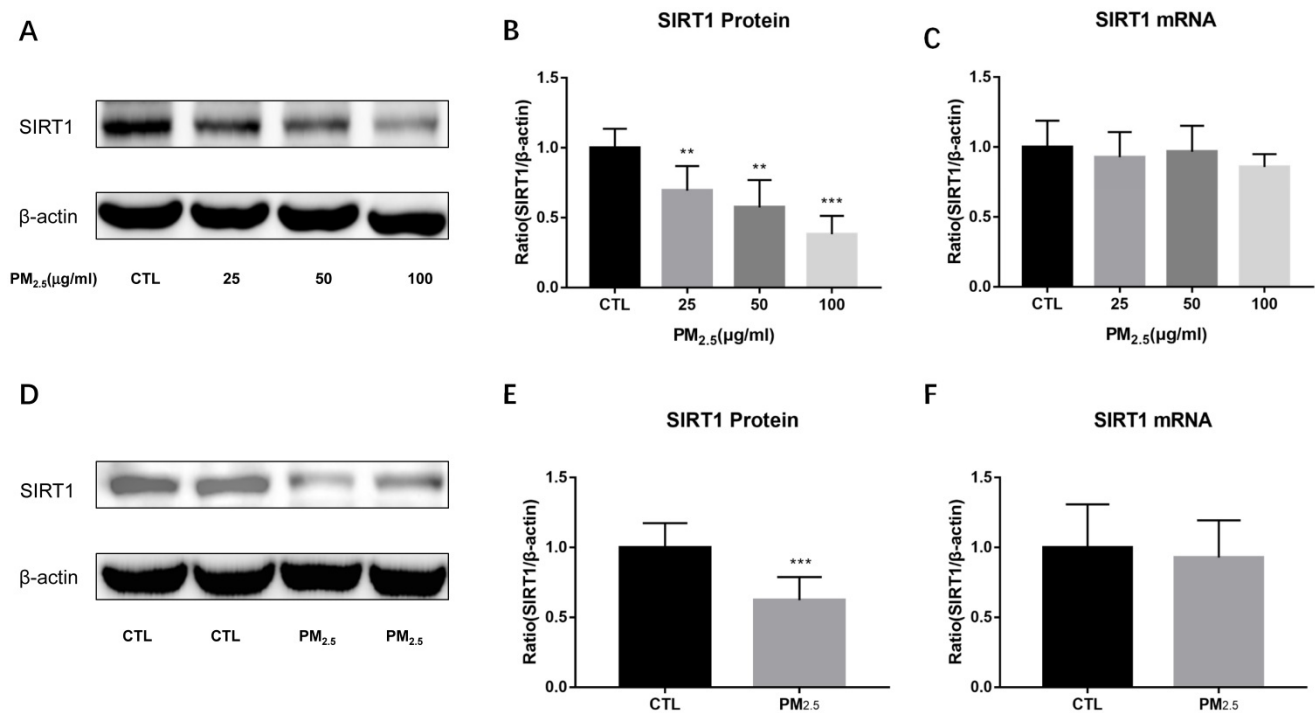 A
SIRT1
β-actin
PM2.5(μg/ml) CTL 25 50 100
B
SIRT1 Protein
Ratio(SIRT1/β-actin)
1.5
1.0
0.5
0.0
**
**
***
CTL 25 50 100
PM2.5(μg/ml)
C
SIRT1 mRNA
Ratio(SIRT1/β-actin)
1.5
1.0
0.5
0.0
CTL 25 50 100
PM2.5(μg/ml)
D
SIRT1
β-actin
CTL CTL PM2.5 PM2.5
E
SIRT1 Protein
Ratio(SIRT1/β-actin)
1.5
1.0
0.5
0.0
***
CTL PM2.5
F
SIRT1 mRNA
Ratio(SIRT1/β-actin)
1.5
1.0
0.5
0.0
CTL PM2.5